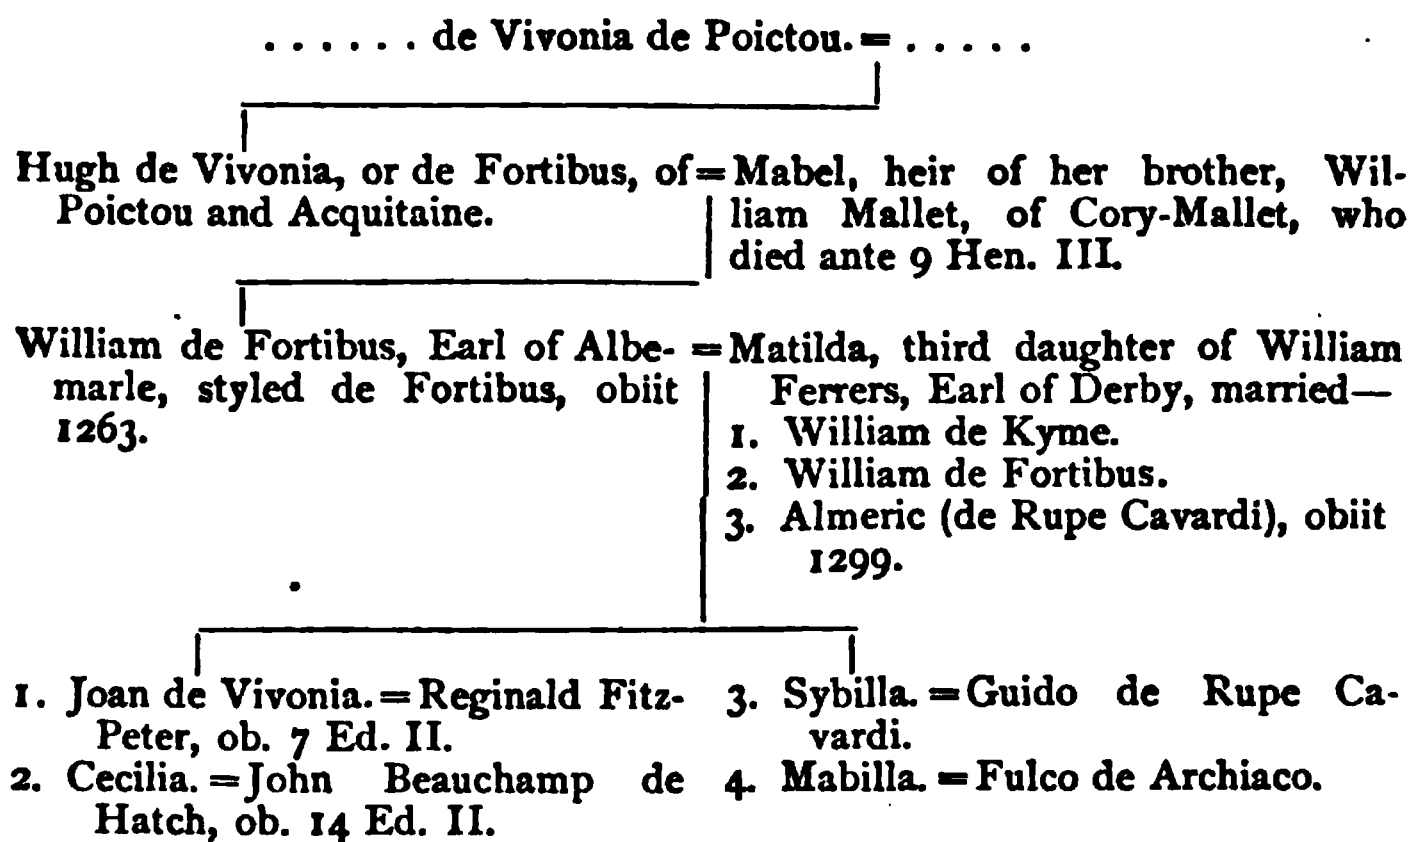 . . . . . . de Vivonia de Poictou. = . . . . .
Hugh de Vivonia, or de Fortibus, of = Mabel, heir of her brother, Wil-
Poictou and Acquitaine.
liam Mallet, of Cory-Mallet, who
died ante 9 Hen. III.
William de Fortibus, Earl of Albe-
marle, styled de Fortibus, obiit
1263.
= Matilda, third daughter of William
Ferrers, Earl of Derby, married—
1. William de Kyme.
2. William de Fortibus.
3. Almeric (de Rupe Cavardi), obiit
1299.
1. Joan de Vivonia. = Reginald Fitz-
Peter, ob. 7 Ed. II.
2. Cecilia. = John Beauchamp de
Hatch, ob. 14 Ed. II.
3. Sybilla. = Guido de Rupe Ca-
vardi.
4. Mabilla. = Fulco de Archiaco.